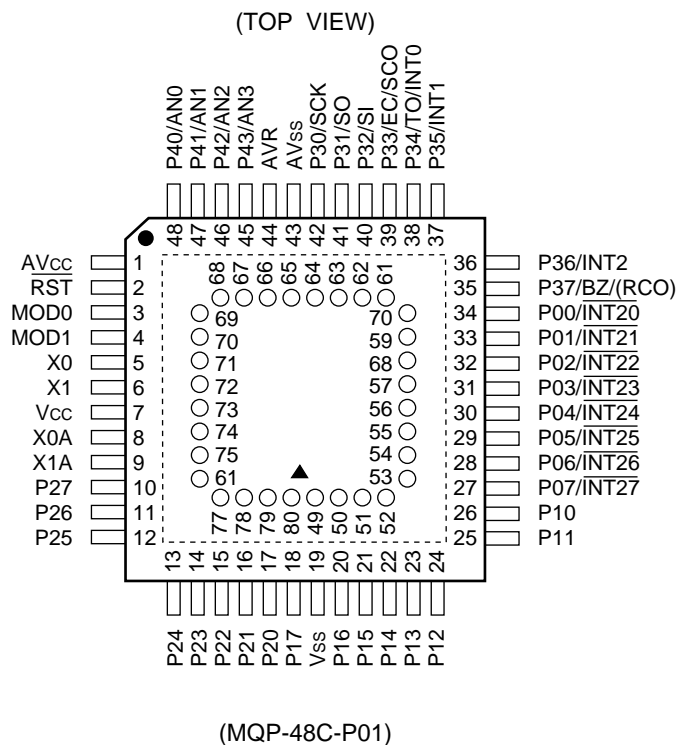 (TOP VIEW)
P40/AN0
P41/AN1
P42/AN2
P43/AN3
AVR
AVss
P30/SCK
P31/SO
P32/SI
P33/EC/SCO
P34/TO/INT0
P35/INT1
48 47 46 45 44 43 42 41 40 39 38 37
AVcc 1
RST 2
MOD0 3
MOD1 4
X0 5
X1 6
Vcc 7
X0A 8
X1A 9
P27 10
P26 11
P25 12
68 67 66 65 64 63 62 61
69
70
71
72
73
74
75
61
70
59
68
57
56
55
54
53
77 78 79 80 49 50 51 52
36 P36/INT2
35 P37/BZ/(RCO)
34 P00/INT20
33 P01/INT21
32 P02/INT22
31 P03/INT23
30 P04/INT24
29 P05/INT25
28 P06/INT26
27 P07/INT27
26 P10
25 P11
13 14 15 16 17 18 19 20 21 22 23 24
P24
P23
P22
P21
P20
P17
Vss
P16
P15
P14
P13
P12
(MQP-48C-P01)